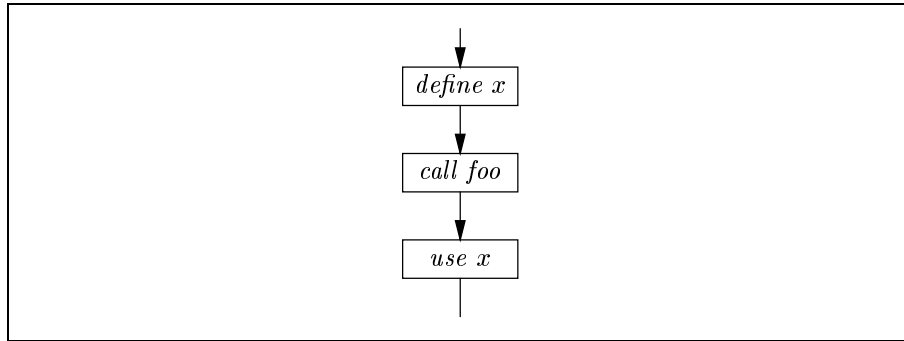 define x
call foo
use x